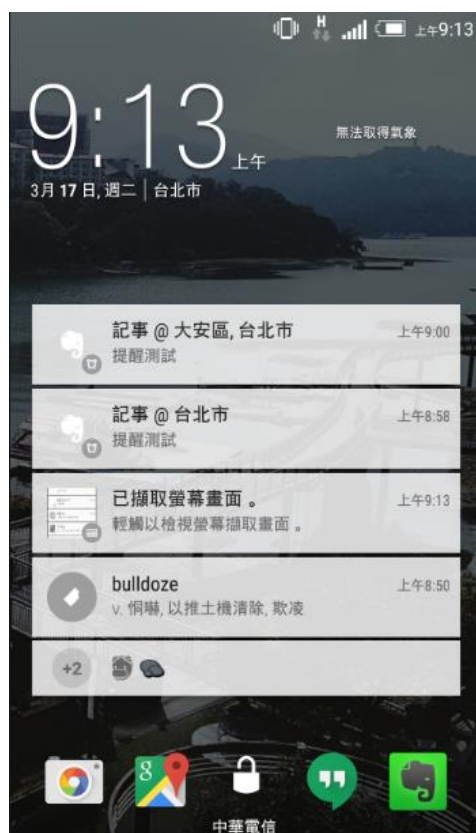 H 上午9:13
9:13上午
無法取得氣象
3月 17 日, 週二 | 台北市
記事 @ 大安區, 台北市 上午9:00
提醒測試
記事 @ 台北市 上午8:58
提醒測試
已擷取螢幕畫面 。 上午9:13
輕觸以檢視螢幕擷取畫面 。
bulldoze 上午8:50
v. 恫嚇, 以推土機清除, 欺凌
+2
8
中華電信